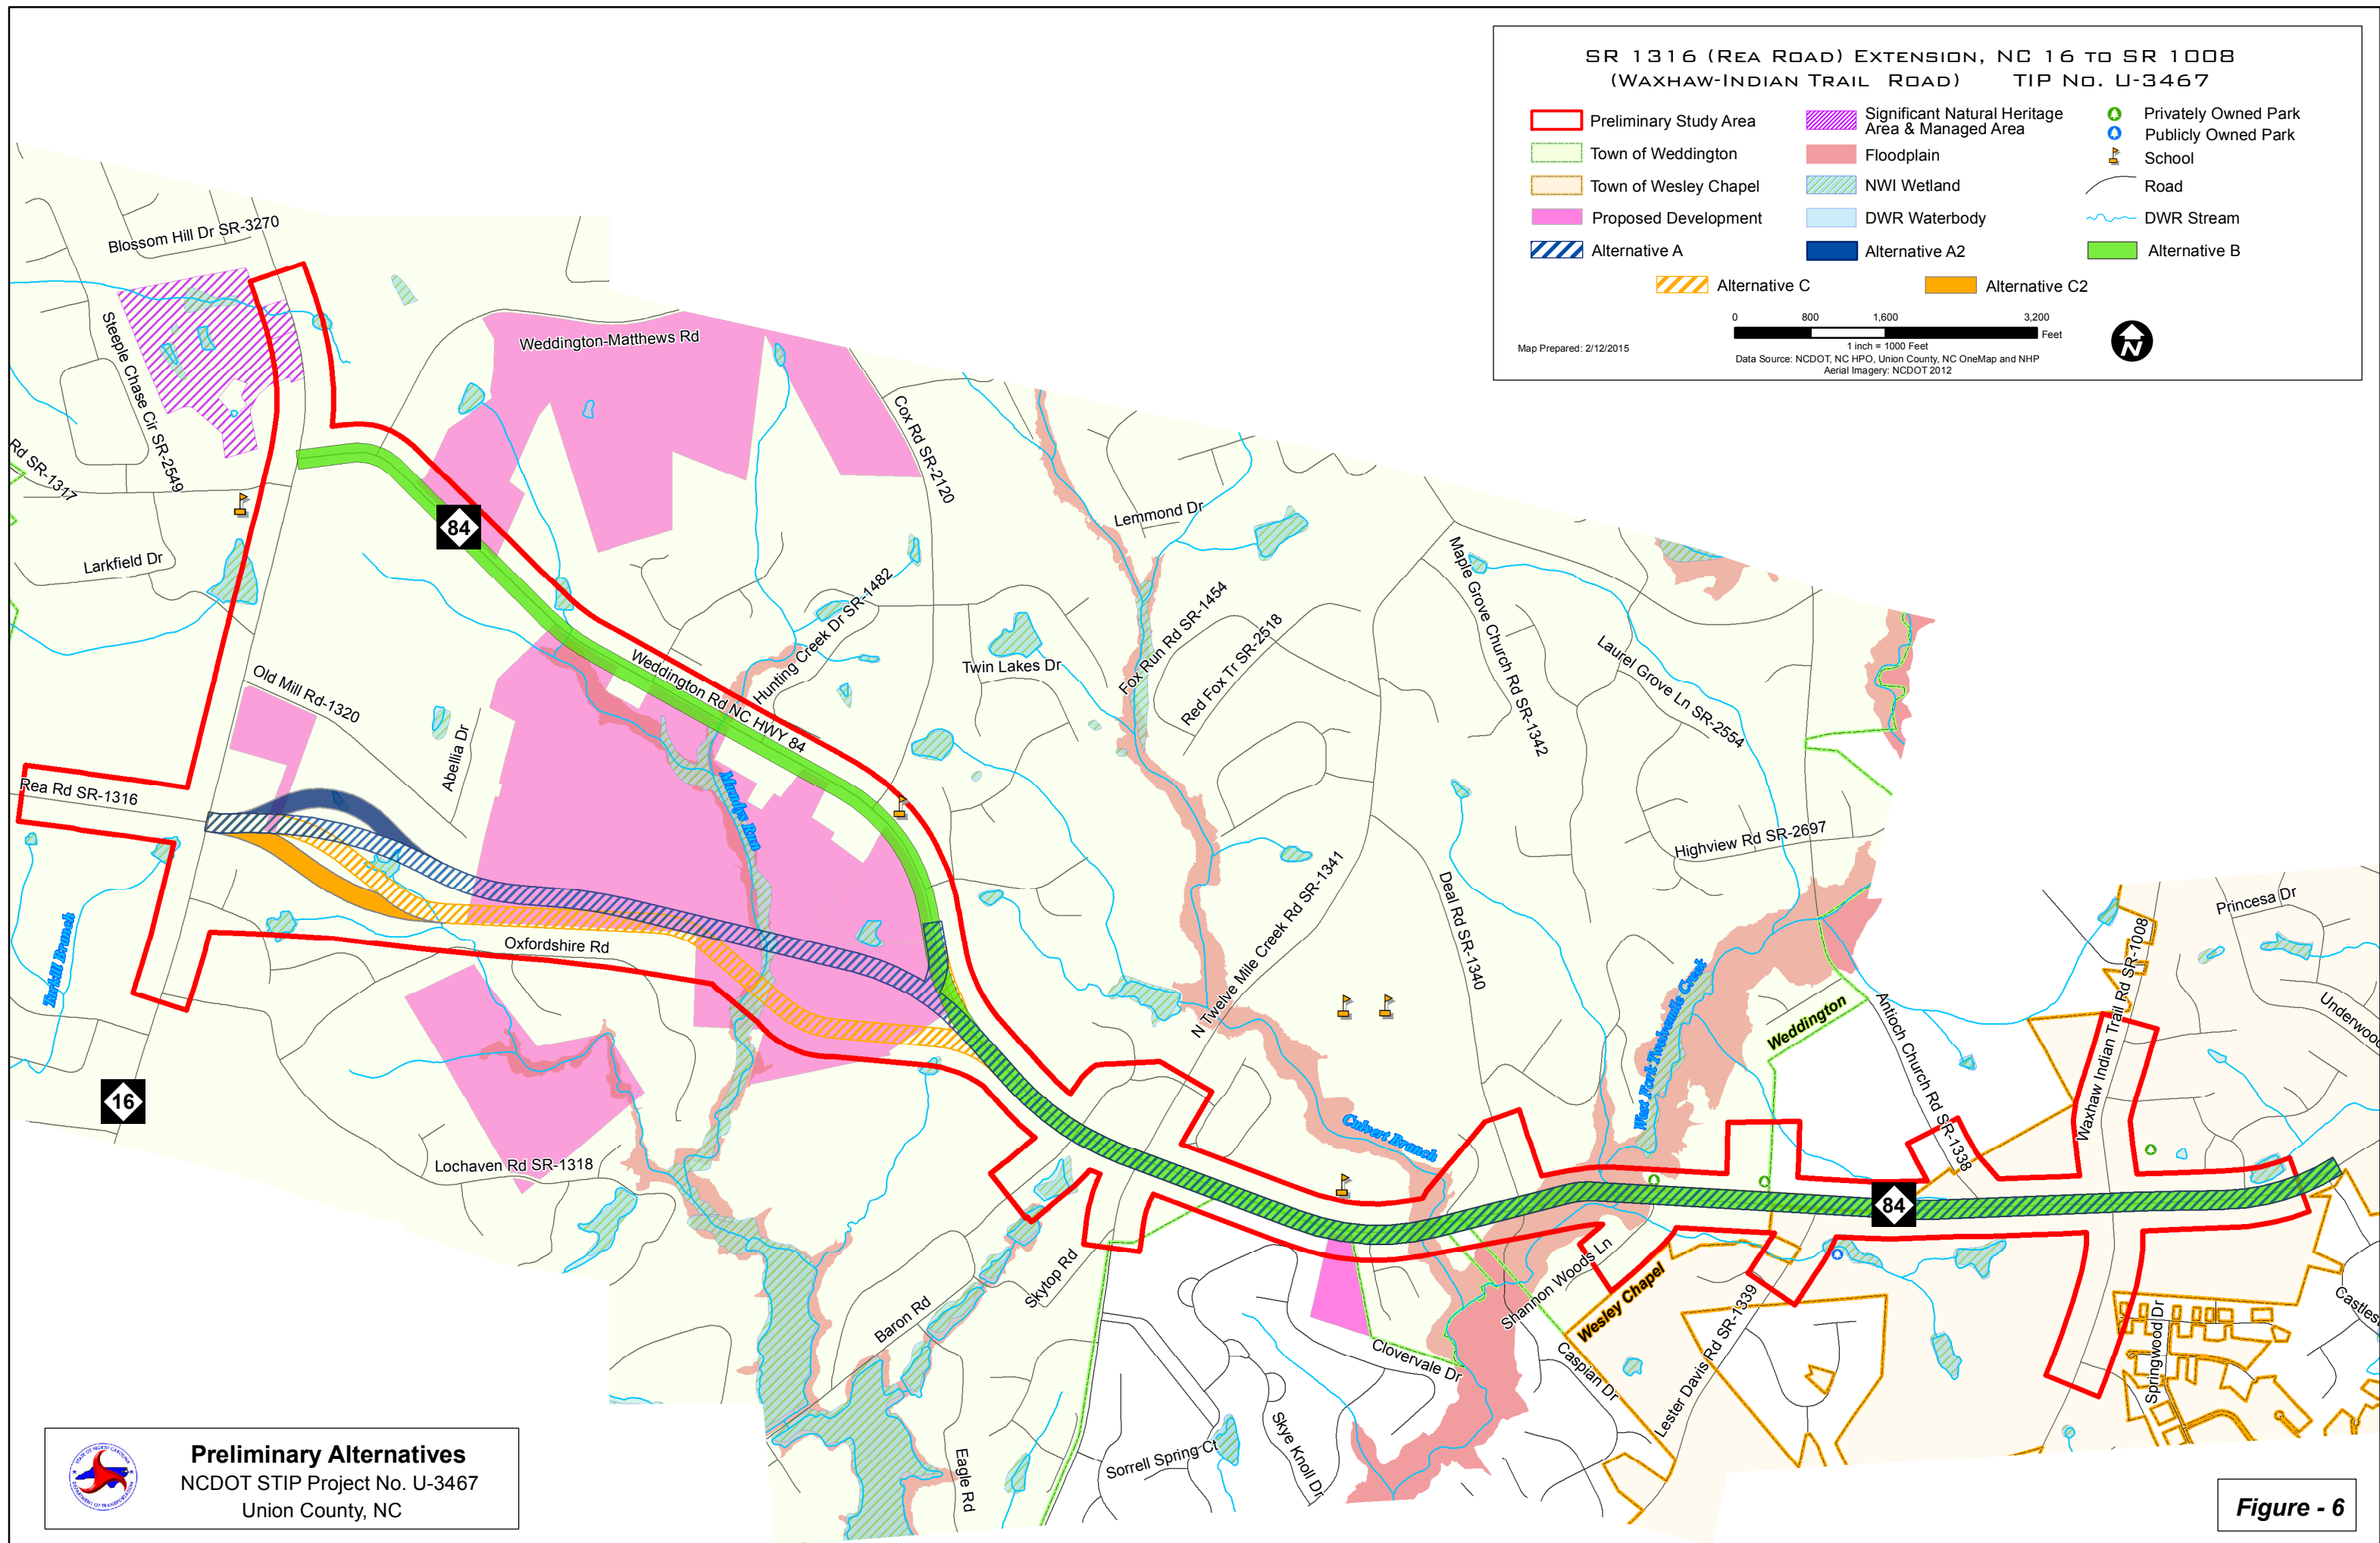 SR 1316 (Rea Road) Extension, NC 16 to SR 1008
(Waxhaw-Indian Trail Road) TIP No. U-3467
Preliminary Study Area
Town of Weddington
Town of Wesley Chapel
Proposed Development
Alternative A
Significant Natural Heritage
Area & Managed Area
Floodplain
NWI Wetland
DWR Waterbody
Alternative A2
Privately Owned Park
Publicly Owned Park
School
Road
DWR Stream
Alternative B
Alternative C
Alternative C2
0 800 1,600 3,200
Feet
1 inch = 1000 Feet
Map Prepared: 2/12/2015
Data Source: NCDOT, NC HPO, Union County, NC OneMap and NHP
Aerial Imagery: NCDOT 2012
N
Blossom Hill Dr SR-3270
Steeple Chase Cir SR-2549
Rd SR-1317
Larkfield Dr
Weddington-Matthews Rd
84
Cox Rd SR-2120
Lemmond Dr
Hunting Creek Dr SR-1482
Weddington Rd NC HWY 84
Twin Lakes Dr
Fox Run Rd SR-1454
Red Fox Tr SR-2518
Maple Grove Church Rd SR-1342
Laurel Grove Ln SR-2554
Highview Rd SR-2697
Old Mill Rd-1320
Abellia Dr
Rea Rd SR-1316
Mundys Run
Oxfordshire Rd
Tarkill Branch
16
Lochaven Rd SR-1318
N Twelve Mile Creek Rd SR-1341
Deal Rd SR-1340
Culvert Branch
West Fork Twelvemile Creek
Weddington
Antioch Church Rd SR-1338
Waxhaw Indian Trail Rd SR-1008
Princesa Dr
Underwood
84
Baron Rd
Skytop Rd
Eagle Rd
Sorrell Spring Ct
Skye Knoll Dr
Clovervale Dr
Shannon Woods Ln
Caspian Dr
Wesley Chapel
Lester Davis Rd SR-1339
Springwood Dr
Preliminary Alternatives
NCDOT STIP Project No. U-3467
Union County, NC
Figure - 6